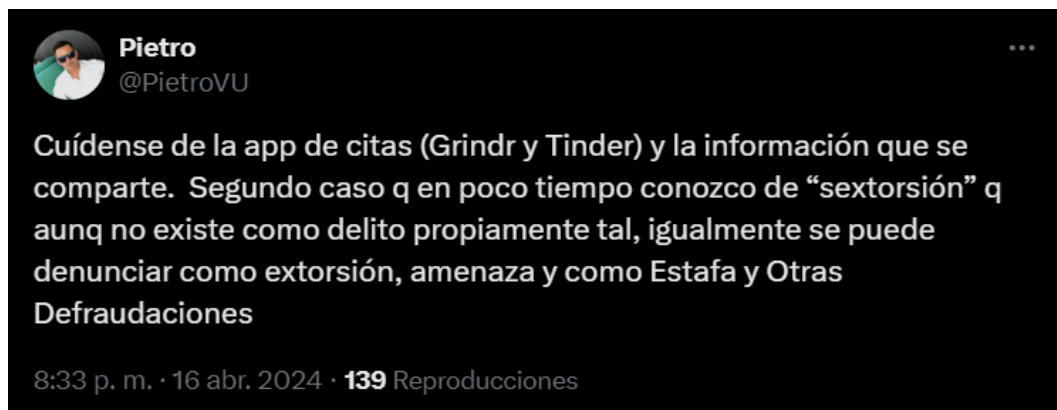 Pietro
@PietroVU
Cuídense de la app de citas (Grindr y Tinder) y la información que se
comparte.  Segundo caso q en poco tiempo conozco de “sextorsión” q
aunq no existe como delito propiamente tal, igualmente se puede
denunciar como extorsión, amenaza y como Estafa y Otras
Defraudaciones
8:33 p. m. · 16 abr. 2024 · 139 Reproducciones